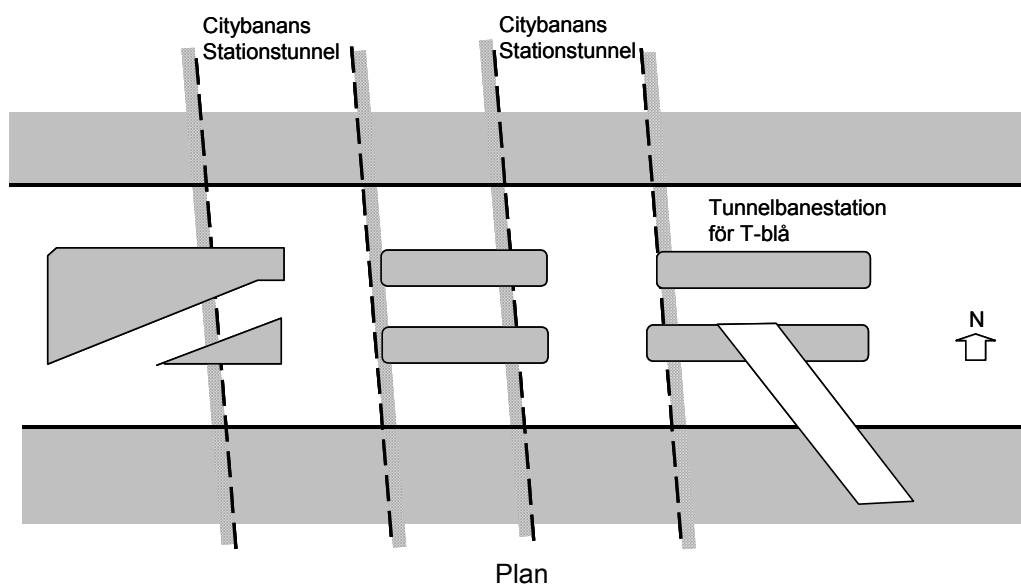 Citybanans
Stationstunnel
Citybanans
Stationstunnel
Tunnelbanestation
för T-blå
N
Plan